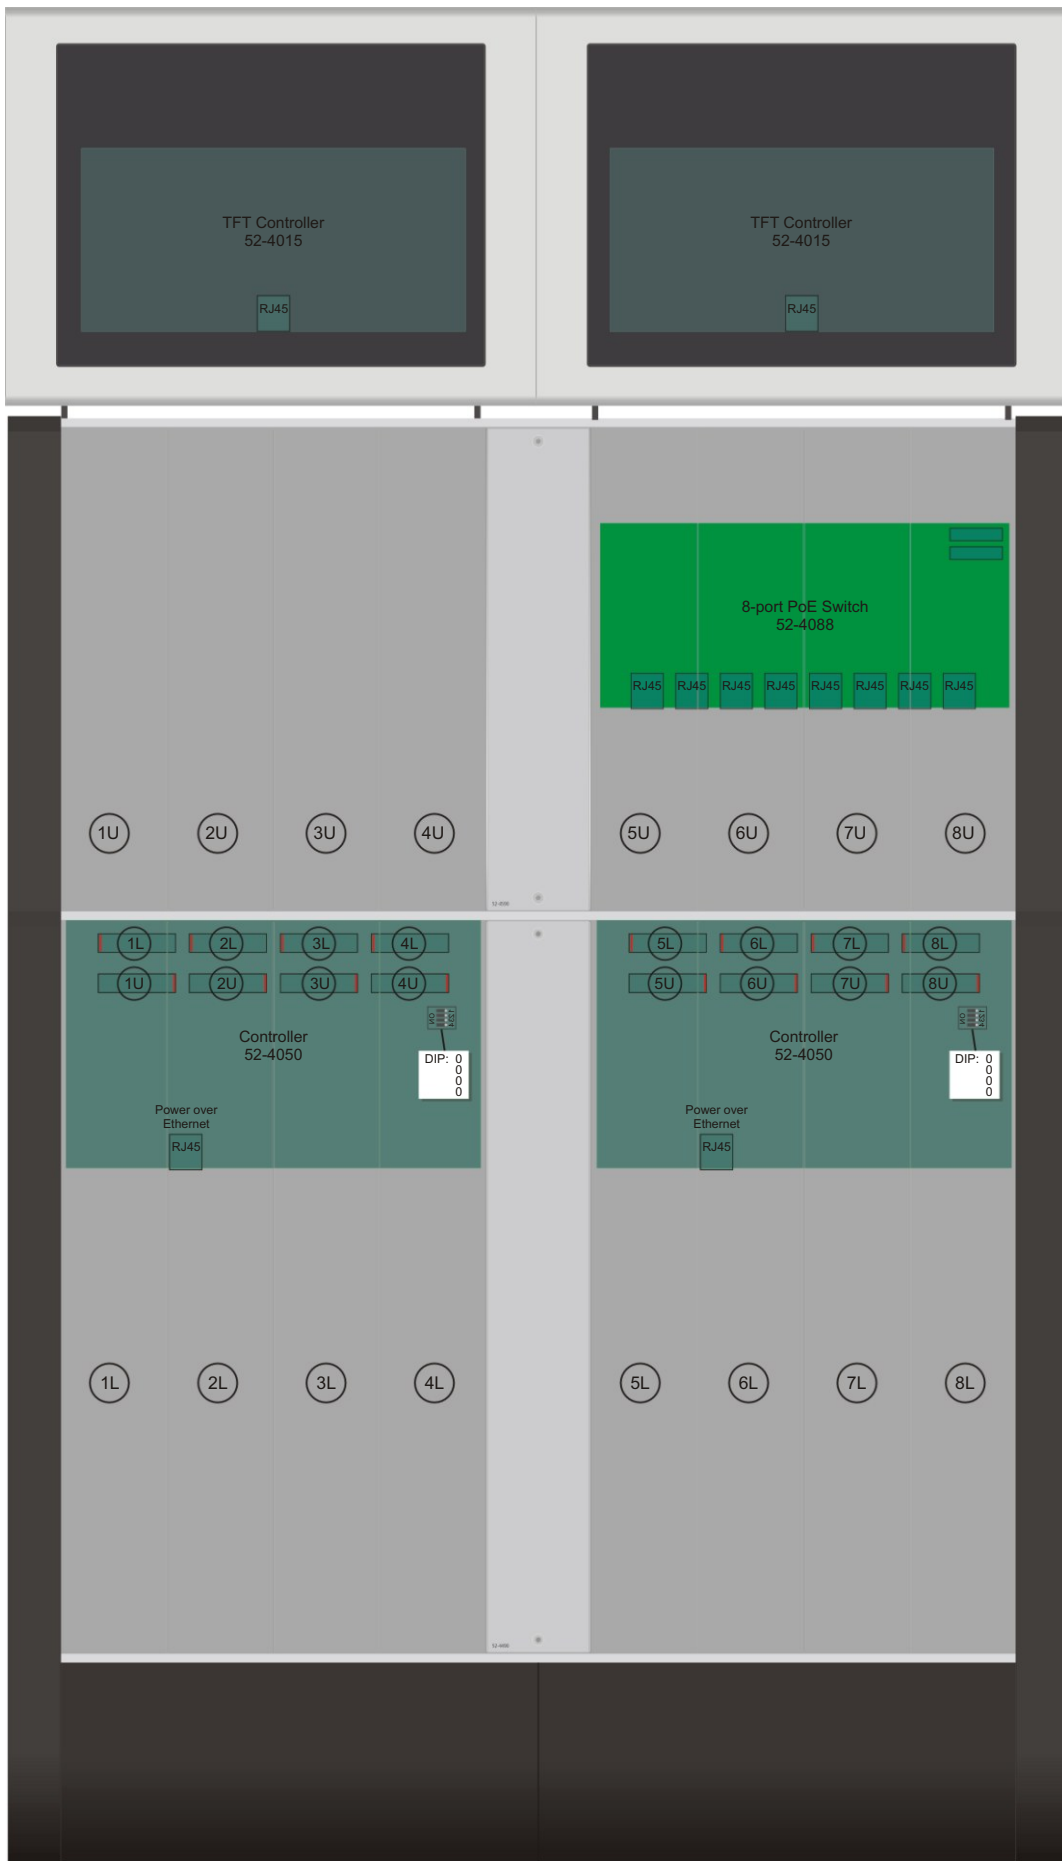 TFT Controller
52-4015
RJ45
TFT Controller
52-4015
RJ45
8-port PoE Switch
52-4088
RJ45 RJ45 RJ45 RJ45 RJ45 RJ45 RJ45 RJ45
1U 2U 3U 4U
5U 6U 7U 8U
1L 2L 3L 4L
1U 2U 3U 4U
ON
1234
Controller
52-4050
DIP: 0
0
0
0
Power over
Ethernet
RJ45
5L 6L 7L 8L
5U 6U 7U 8U
ON
1234
Controller
52-4050
DIP: 0
0
0
0
Power over
Ethernet
RJ45
1L 2L 3L 4L
5L 6L 7L 8L